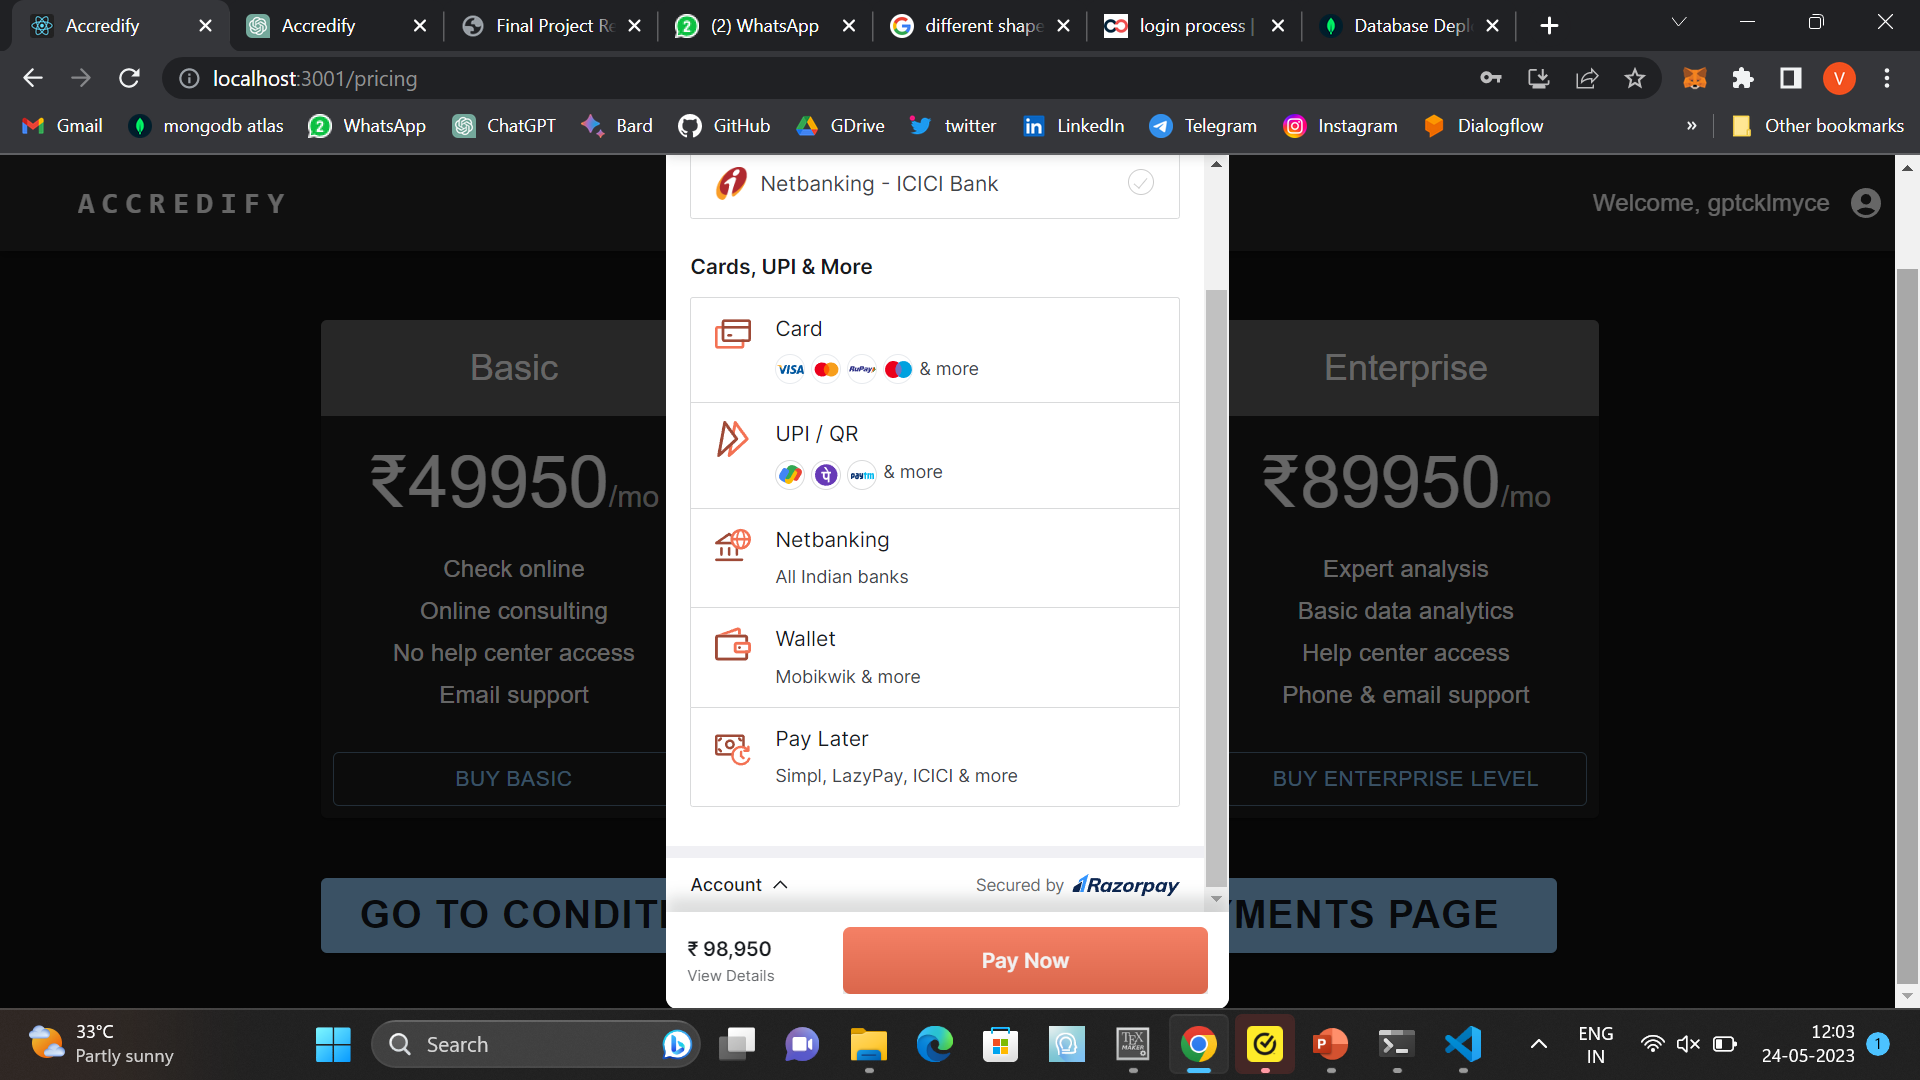 Accredify
Accredify
Final Project Re
(2) WhatsApp
different shape
login process |
Database Depl
localhost:3001/pricing
V
Gmail
mongodb atlas
2
WhatsApp
ChatGPT
Bard
GitHub
GDrive
twitter
LinkedIn
Telegram
Instagram
Dialogflow
»
Other bookmarks
ACCREDIFY
Welcome, gptcklmyce
Netbanking - ICICI Bank
Cards, UPI & More
Card
VISA
RuPay
& more
UPI / QR
पे
paytm
& more
Netbanking
All Indian banks
Wallet
Mobikwik & more
Pay Later
Simpl, LazyPay, ICICI & more
Account
Secured by Razorpay
₹ 98,950
View Details
Pay Now
Basic
₹49950/mo
Check online
Online consulting
No help center access
Email support
BUY BASIC
Enterprise
₹89950/mo
Expert analysis
Basic data analytics
Help center access
Phone & email support
BUY ENTERPRISE LEVEL
GO TO CONDITI
MENTS PAGE
33°C
Partly sunny
Search
TEX
MAKER
P
ENG
IN
12:03
24-05-2023
1